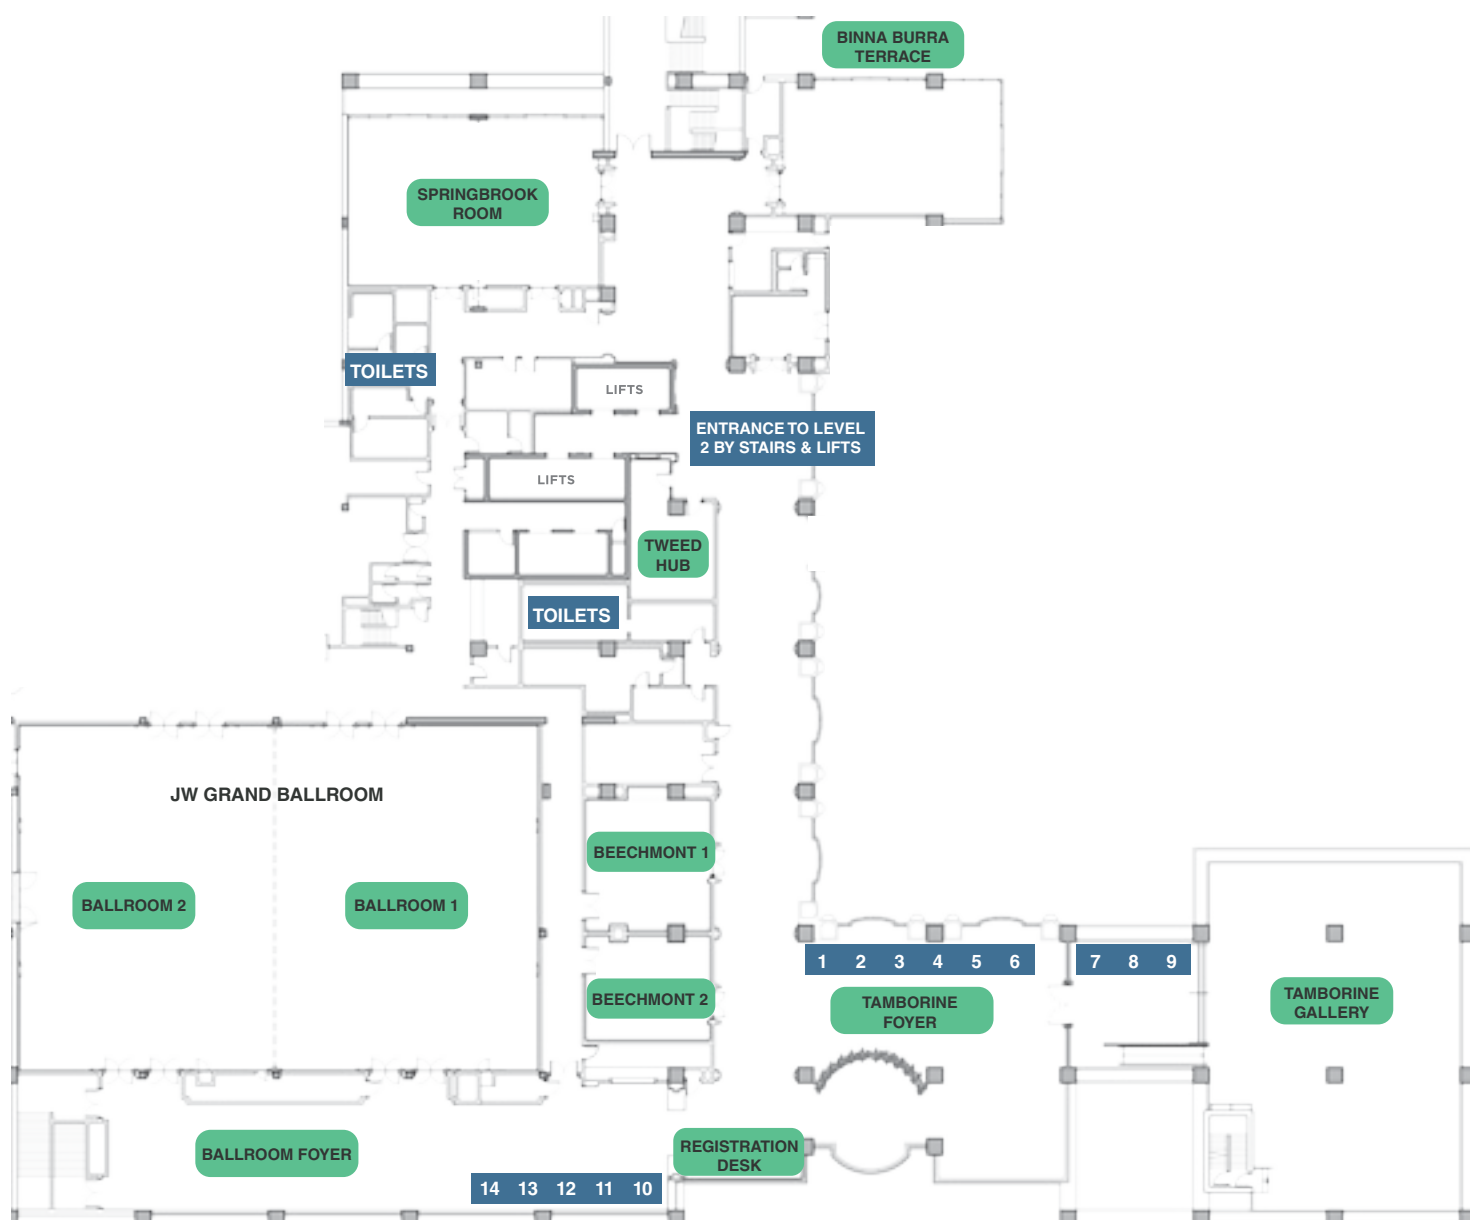 BINNA BURRA
TERRACE
SPRINGBROOK
ROOM
TOILETS
LIFTS
ENTRANCE TO LEVEL
2 BY STAIRS & LIFTS
LIFTS
TWEED
HUB
TOILETS
JW GRAND BALLROOM
BEECHMONT 1
BALLROOM 2
BALLROOM 1
1 2 3 4 5 6
7 8 9
BEECHMONT 2
TAMBORINE
FOYER
TAMBORINE
GALLERY
BALLROOM FOYER
REGISTRATION
DESK
14 13 12 11 10